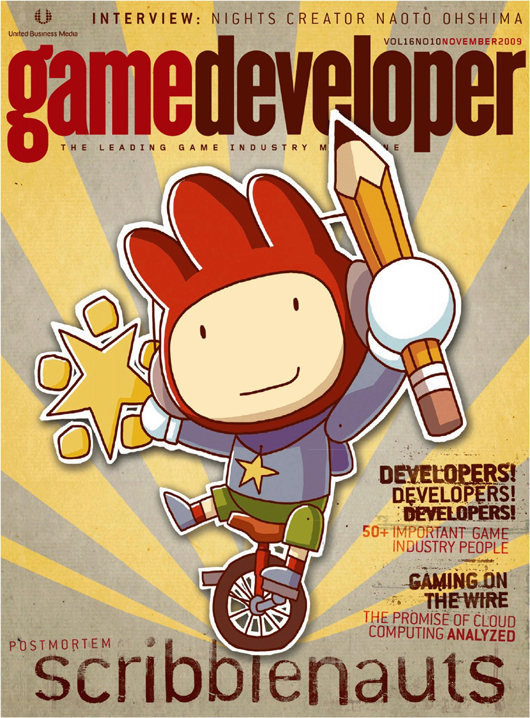 INTERVIEW: NIGHTS CREATOR NAOTO OHSHIMA
United Business Media
VOL16NO10NOVEMBER2009
gamedeveloper
THE LEADING GAME INDUSTRY M NE
DEVELOPERS!
DEVELOPERS!
DEVELOPERS!
50+ IMPORTANT GAME
INDUSTRY PEOPLE
GAMING ON
THE WIRE
THE PROMISE OF CLOUD
COMPUTING ANALYZED
POSTMORTEM
scribblenauts